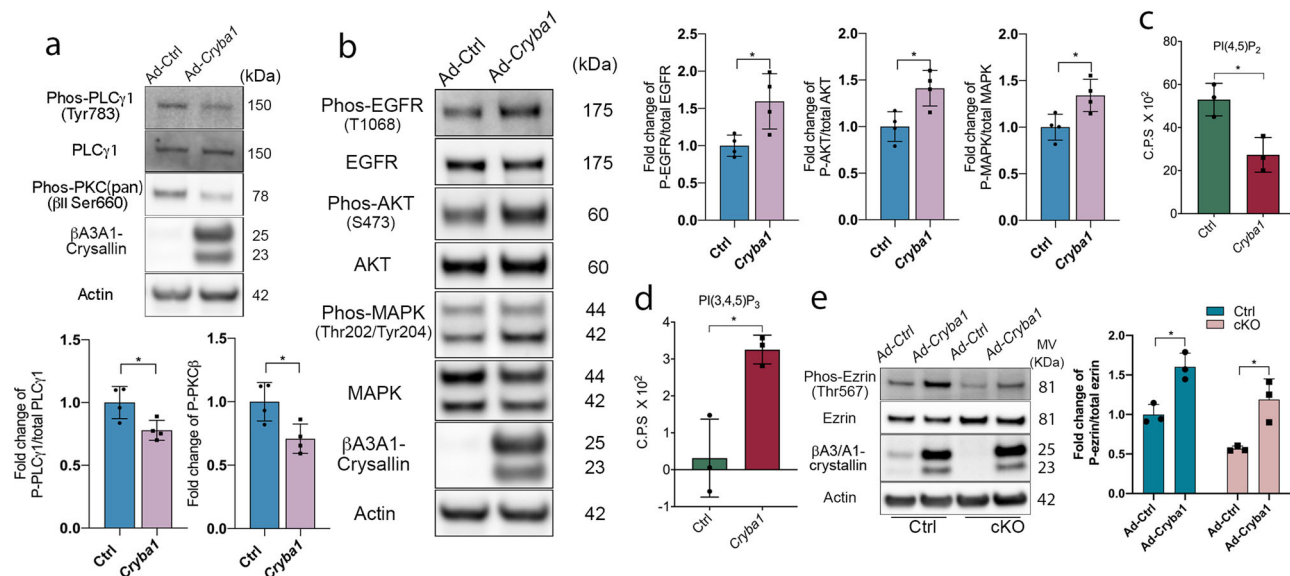 a
Ad-Ctrl
Ad-Cryba1
(kDa)
Phos-PLCγ1
(Tyr783)
150
PLCγ1
150
Phos-PKC(pan)
(βII Ser660)
78
βA3A1-
Crysallin
25
23
Actin
42
Fold change of
P-PLCγ1/total PLCγ1
1.5
1.0
0.5
0.0
*
Ctrl
Cryba1
Fold change of P-PKCβ
1.5
1.0
0.5
0.0
*
Ctrl
Cryba1
b
Ad-Ctrl
Ad-Cryba1
(kDa)
Phos-EGFR
(T1068)
175
EGFR
175
Phos-AKT
(S473)
60
AKT
60
Phos-MAPK
(Thr202/Tyr204)
44
42
MAPK
44
42
βA3A1-
Crysallin
25
23
Actin
42
Fold change of
P-EGFR/total EGFR
2.5
2.0
1.5
1.0
0.5
0.0
*
Ctrl
Cryba1
Fold change of
P-AKT/total AKT
2.0
1.5
1.0
0.5
0.0
*
Ctrl
Cryba1
Fold change of
P-MAPK/total MAPK
2.0
1.5
1.0
0.5
0.0
*
Ctrl
Cryba1
c
PI(4,5)P2
C.P.S X 10²
80
60
40
20
0
*
Ctrl
Cryba1
d
PI(3,4,5)P3
C.P.S X 10²
4
3
2
1
0
-1
*
Ctrl
Cryba1
e
Ad-Ctrl
Ad-Cryba1
Ad-Ctrl
Ad-Cryba1
MV
(KDa)
Phos-Ezrin
(Thr567)
81
Ezrin
81
βA3/A1-
crystallin
25
23
Actin
42
Ctrl
cKO
Ctrl
cKO
Fold change of
P-ezrin/total ezrin
2.0
1.5
1.0
0.5
0.0
*
*
Ad-Ctrl
Ad-Cryba1
Ad-Ctrl
Ad-Cryba1